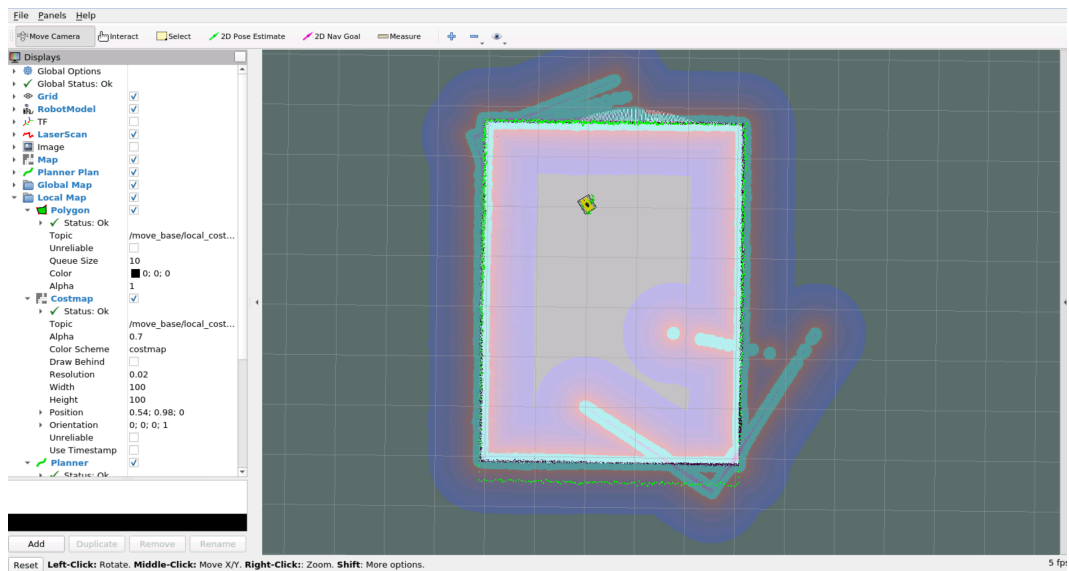 File Panels Help
Move Camera Interact Select 2D Pose Estimate 2D Nav Goal Measure
Displays
Global Options
Global Status: Ok
Grid
RobotModel
TF
LaserScan
Image
Map
Planner Plan
Global Map
Local Map
Polygon
Status: Ok
Topic /move_base/local_cost...
Unreliable
Queue Size 10
Color 0; 0; 0
Alpha 1
Costmap
Status: Ok
Topic /move_base/local_cost...
Alpha 0.7
Color Scheme costmap
Draw Behind
Resolution 0.02
Width 100
Height 100
Position 0.54; 0.98; 0
Orientation 0; 0; 0; 1
Unreliable
Use Timestamp
Planner
Status: Ok
Add Duplicate Remove Rename
Reset Left-Click: Rotate. Middle-Click: Move X/Y. Right-Click:: Zoom. Shift: More options. 5 fps